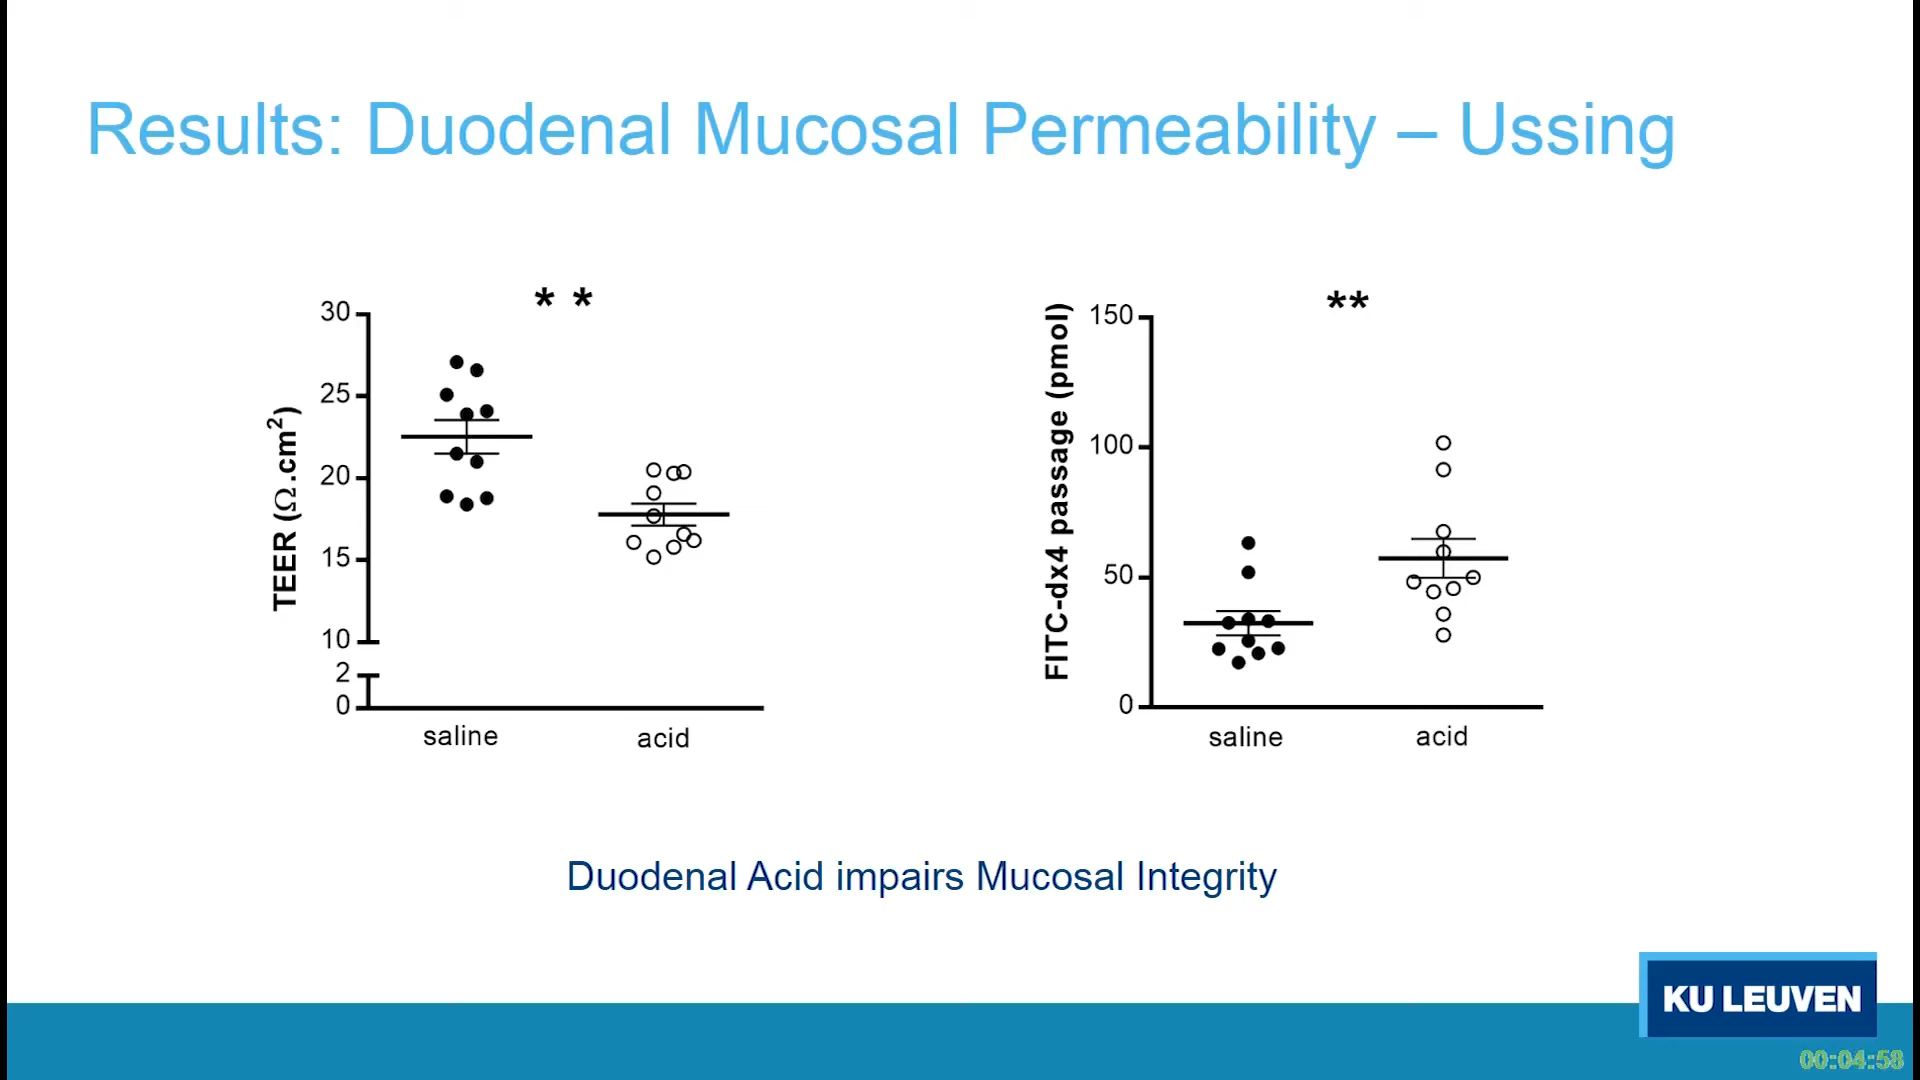 Results: Duodenal Mucosal Permeability – Ussing
* *
30
25
20
15
10
2
0
TEER (Ω.cm²)
saline
acid
**
150
100
50
0
FITC-dx4 passage (pmol)
saline
acid
Duodenal Acid impairs Mucosal Integrity
KU LEUVEN
00:04:58